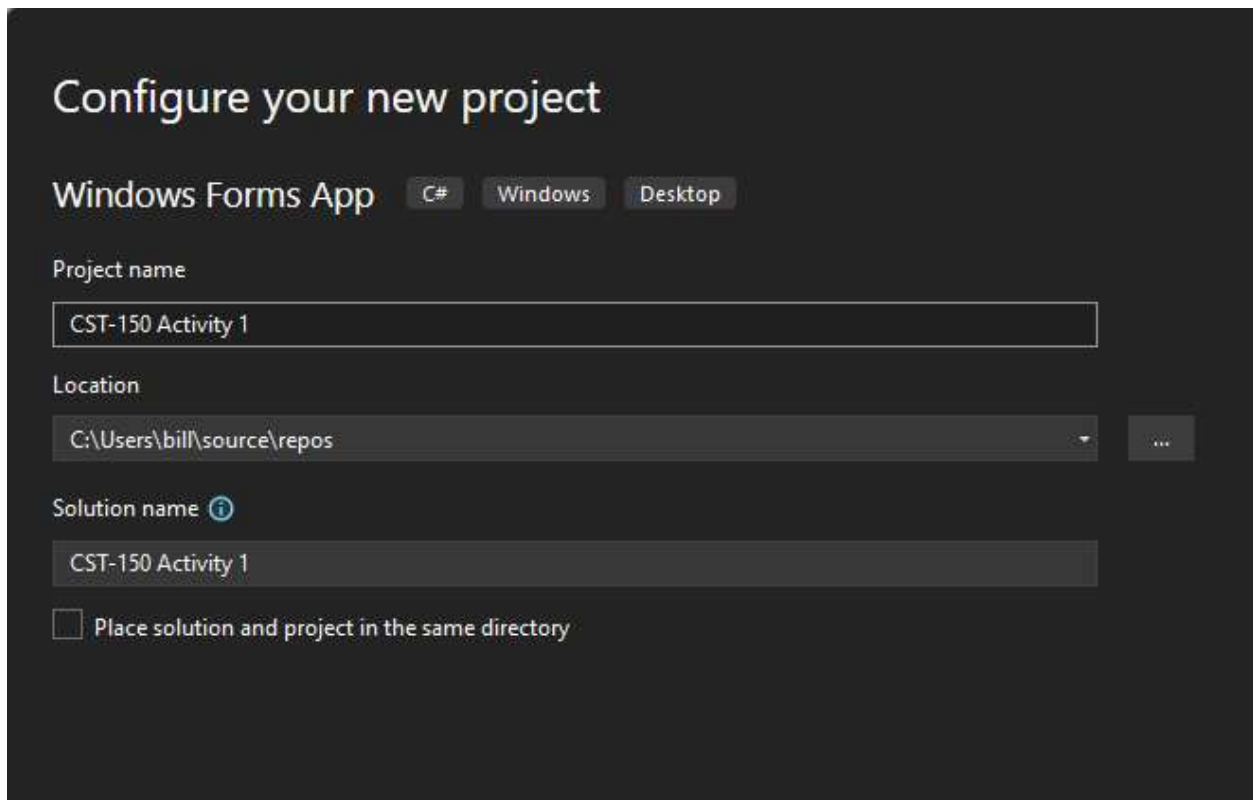 Configure your new project
Windows Forms App C# Windows Desktop
Project name
CST-150 Activity 1
Location
C:\Users\bill\source\repos
...
Solution name
CST-150 Activity 1
Place solution and project in the same directory